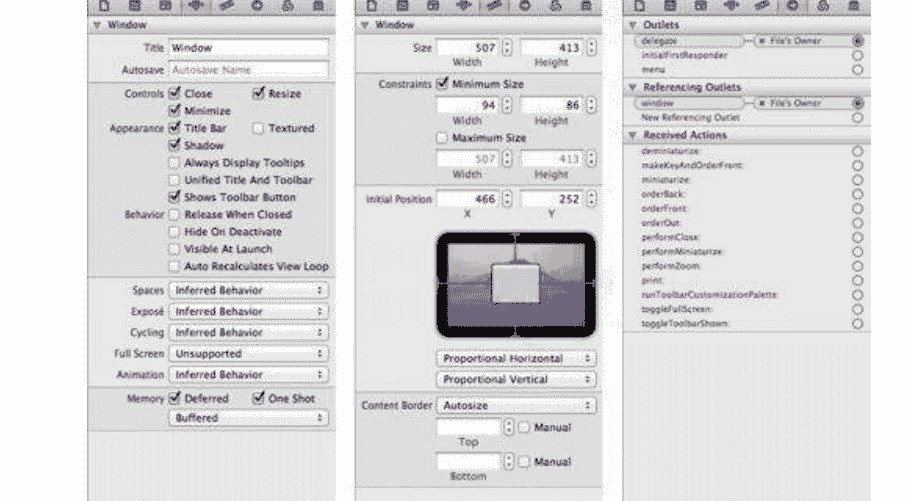 Window
Title Window
Autosave Autosave Name
Controls Close Resize
Minimize
Appearance Title Bar Textured
Shadow
Always Display Tooltips
Unified Title And Toolbar
Shows Toolbar Button
Behavior Release When Closed
Hide On Deactivate
Visible At Launch
Auto Recalculates View Loop
Spaces Inferred Behavior
Exposé Inferred Behavior
Cycling Inferred Behavior
Full Screen Unsupported
Animation Inferred Behavior
Memory Deferred One Shot
Buffered
Window
Size 507 413
Width Height
Constraints Minimum Size
94 86
Width Height
Maximum Size
507 413
Width Height
Initial Position 466 252
X Y
Proportional Horizontal
Proportional Vertical
Content Border Autosize
Manual
Top
Manual
Bottom
Outlets
delegate File's Owner
initialFirstResponder
menu
Referencing Outlets
window File's Owner
New Referencing Outlet
Received Actions
deminiaturize:
makeKeyAndOrderFront:
miniaturize:
orderBack:
orderFront:
orderOut:
performClose:
performMiniaturize:
performZoom:
print:
runToolbarCustomizationPalette:
toggleFullScreen:
toggleToolbarShown: